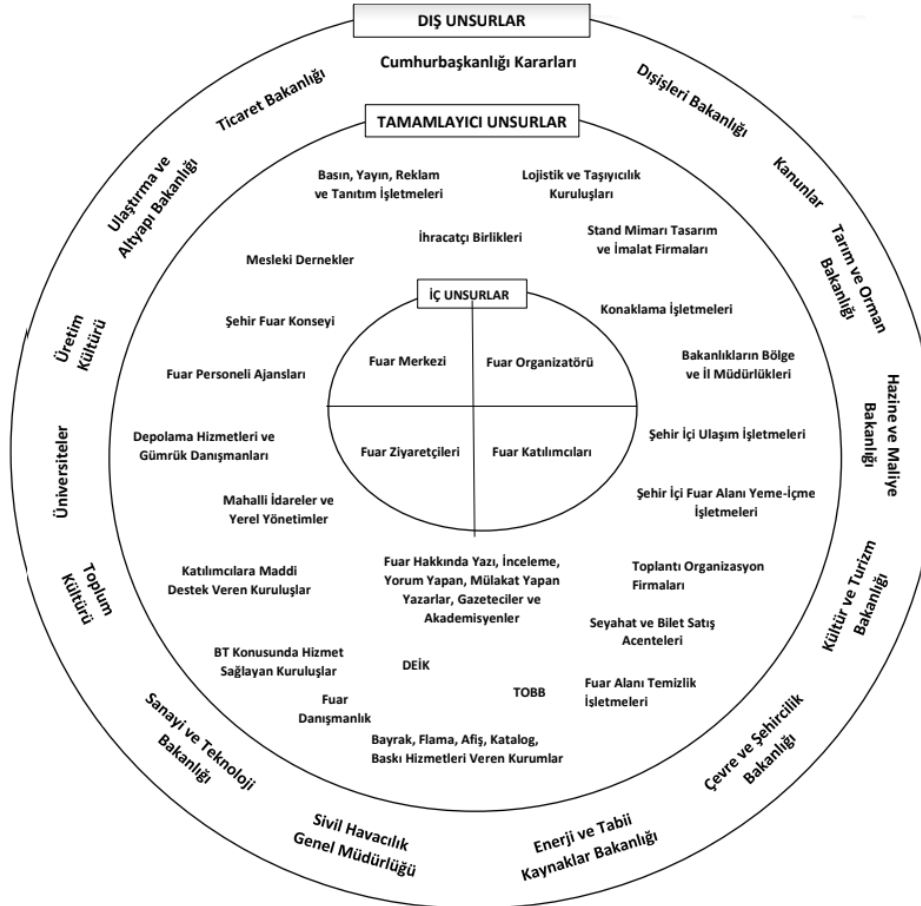 DIŞ UNSURLAR
Cumhurbaşkanlığı Kararları
Dışişleri Bakanlığı
Kanunlar
Tarım ve Orman
Bakanlığı
Hazine ve Maliye
Bakanlığı
Kültür ve Turizm
Bakanlığı
Çevre ve Şehircilik
Bakanlığı
Enerji ve Tabii
Kaynaklar Bakanlığı
Sivil Havacılık
Genel Müdürlüğü
Sanayi ve Teknoloji
Bakanlığı
Toplum
Kültürü
Üniversiteler
Üretim
Kültürü
Ulaştırma ve
Altyapı Bakanlığı
Ticaret Bakanlığı
TAMAMLAYICI UNSURLAR
Basın, Yayın, Reklam
ve Tanıtım İşletmeleri
Lojistik ve Taşıyıcılık
Kuruluşları
İhracatçı Birlikleri
Stand Mimarı Tasarım
ve İmalat Firmaları
Mesleki Dernekler
Konaklama İşletmeleri
Şehir Fuar Konseyi
Bakanlıkların Bölge
ve İl Müdürlükleri
Fuar Personeli Ajansları
Şehir İçi Ulaşım İşletmeleri
Depolama Hizmetleri ve
Gümrük Danışmanları
Şehir İçi Fuar Alanı Yeme-İçme
İşletmeleri
Mahalli İdareler ve
Yerel Yönetimler
Fuar Hakkında Yazı, İnceleme,
Yorum Yapan, Mülakat Yapan
Yazarlar, Gazeteciler ve
Akademisyenler
Toplantı Organizasyon
Firmaları
Katılımcılara Maddi
Destek Veren Kuruluşlar
Seyahat ve Bilet Satış
Acenteleri
BT Konusunda Hizmet
Sağlayan Kuruluşlar
DEİK
TOBB
Fuar Alanı Temizlik
İşletmeleri
Fuar
Danışmanlık
Bayrak, Flama, Afiş, Katalog,
Baskı Hizmetleri Veren Kurumlar
İÇ UNSURLAR
Fuar Merkezi
Fuar Organizatörü
Fuar Ziyaretçileri
Fuar Katılımcıları